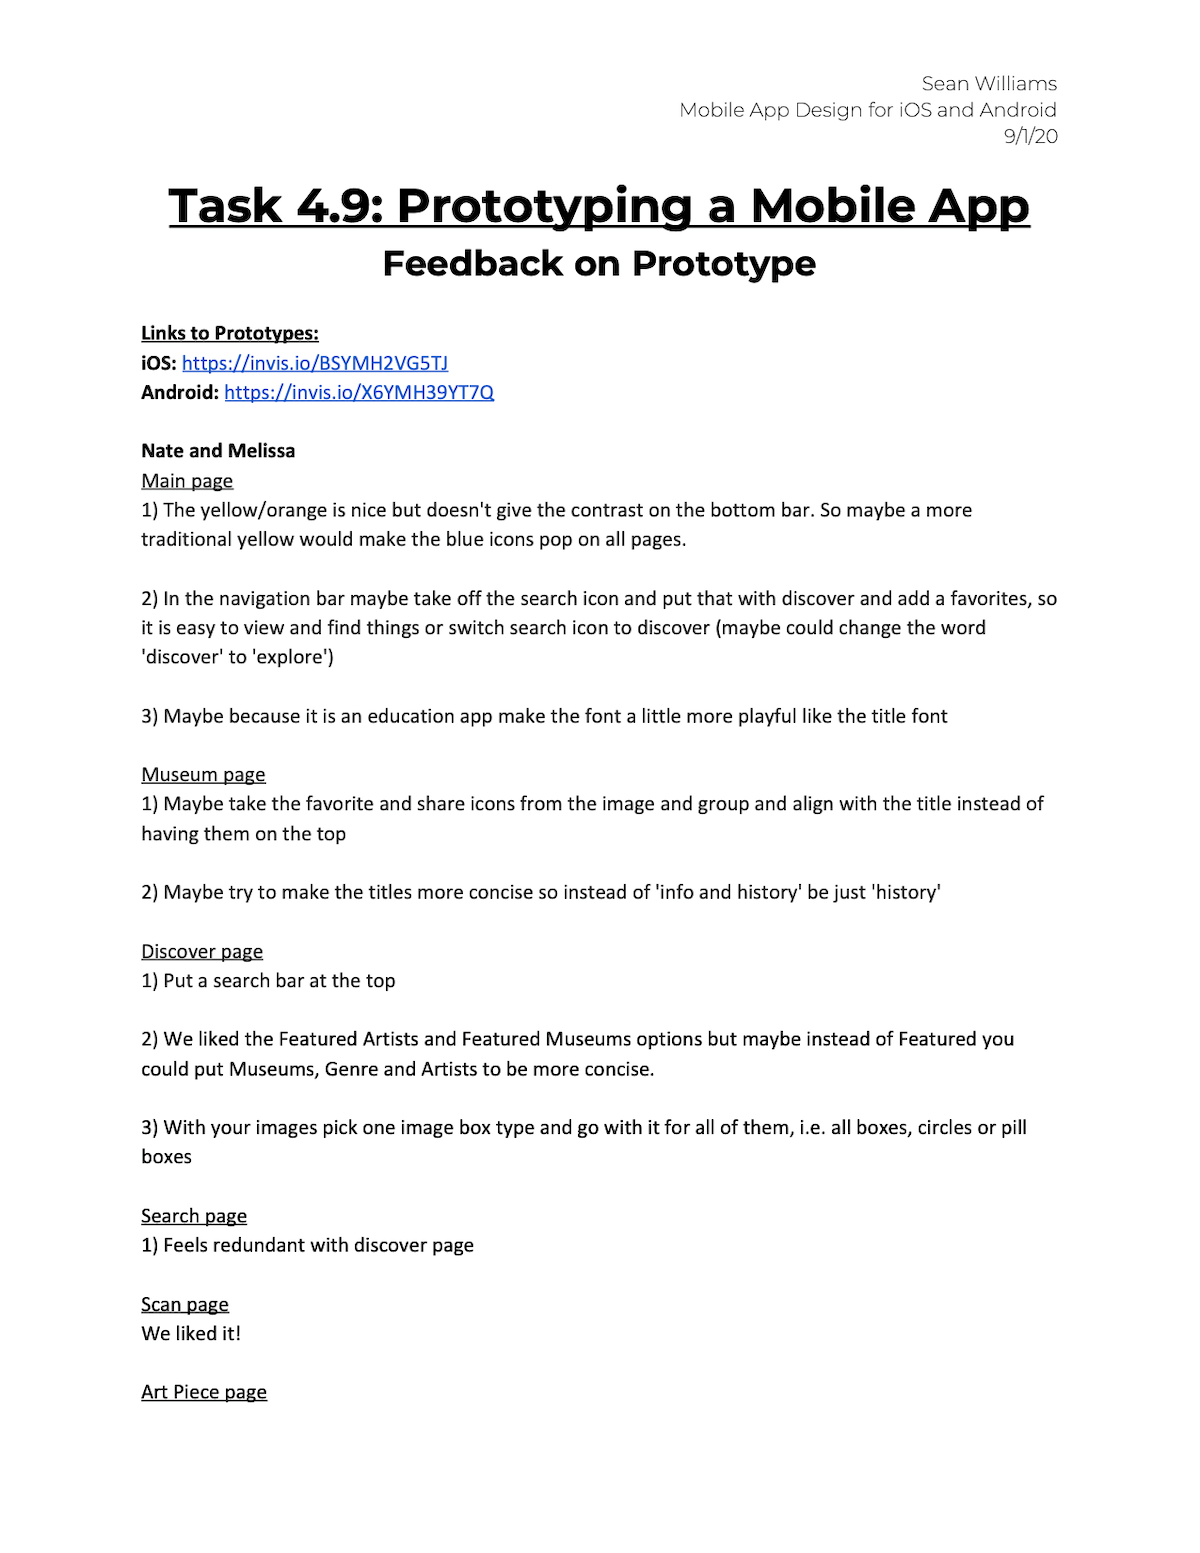 Sean Williams
Mobile App Design for iOS and Android
9/1/20
Task 4.9: Prototyping a Mobile App
Feedback on Prototype
Links to Prototypes:
iOS: https://invis.io/BSYMH2VG5TJ
Android: https://invis.io/X6YMH39YT7Q
Nate and Melissa
Main page
1) The yellow/orange is nice but doesn't give the contrast on the bottom bar. So maybe a more
traditional yellow would make the blue icons pop on all pages.
2) In the navigation bar maybe take off the search icon and put that with discover and add a favorites, so
it is easy to view and find things or switch search icon to discover (maybe could change the word
'discover' to 'explore')
3) Maybe because it is an education app make the font a little more playful like the title font
Museum page
1) Maybe take the favorite and share icons from the image and group and align with the title instead of
having them on the top
2) Maybe try to make the titles more concise so instead of 'info and history' be just 'history'
Discover page
1) Put a search bar at the top
2) We liked the Featured Artists and Featured Museums options but maybe instead of Featured you
could put Museums, Genre and Artists to be more concise.
3) With your images pick one image box type and go with it for all of them, i.e. all boxes, circles or pill
boxes
Search page
1) Feels redundant with discover page
Scan page
We liked it!
Art Piece page